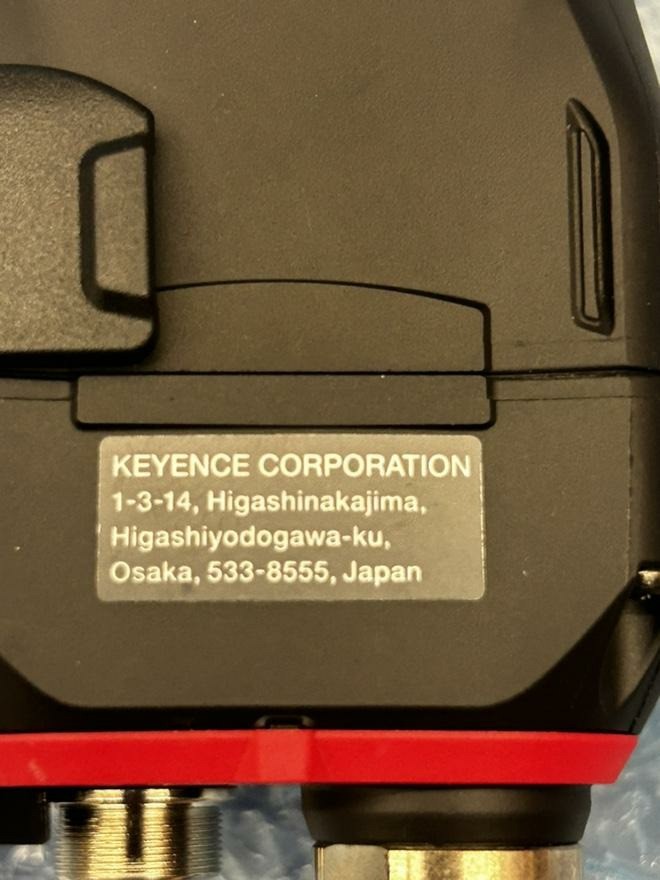 KEYENCE CORPORATION
1-3-14, Higashinakajima,
Higashiyodogawa-ku,
Osaka, 533-8555, Japan